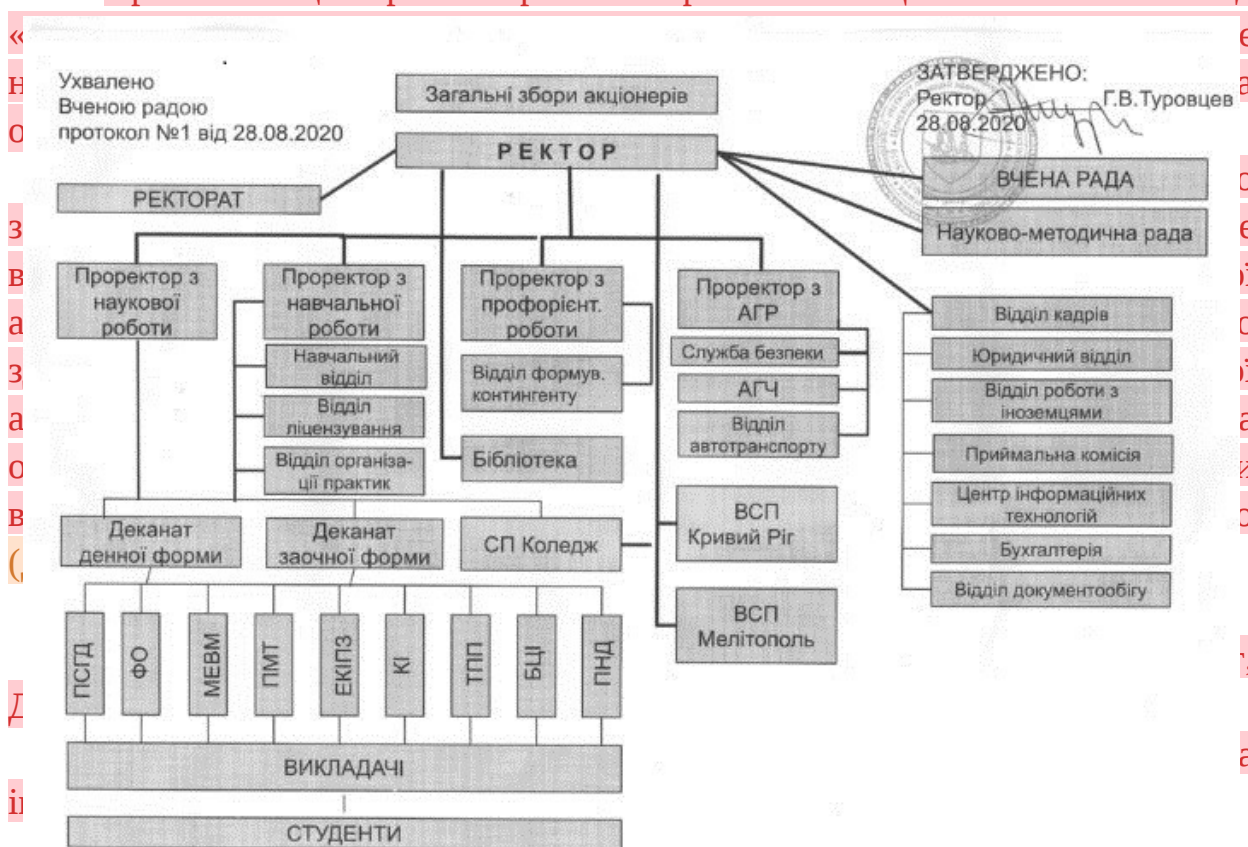 Ухвалено
Вченою радою
протокол №1 від 28.08.2020
Загальні збори акціонерів
ЗАТВЕРДЖЕНО:
Ректор Г.В.Туровцев
28.08.2020
РЕКТОР
РЕКТОРАТ
ВЧЕНА РАДА
Науково-методична рада
Проректор з
наукової
роботи
Проректор з
навчальної
роботи
Проректор з
профорієнт.
роботи
Проректор з
АГР
Відділ кадрів
Навчальний
відділ
Відділ формув.
контингенту
Служба безпеки
Юридичний відділ
Відділ
ліцензування
АГЧ
Відділ роботи з
іноземцями
Відділ
автотранспорту
Відділ організа-
ції практик
Бібліотека
Приймальна комісія
Центр інформаційних
технологій
Деканат
денної форми
Деканат
заочної форми
СП Коледж
ВСП
Кривий Ріг
Бухгалтерія
Відділ документообігу
ВСП
Мелітополь
ПСГД
ФО
МЕВМ
ПМТ
ЕКІПЗ
КІ
ТПП
БЦІ
ПНД
ВИКЛАДАЧІ
СТУДЕНТИ